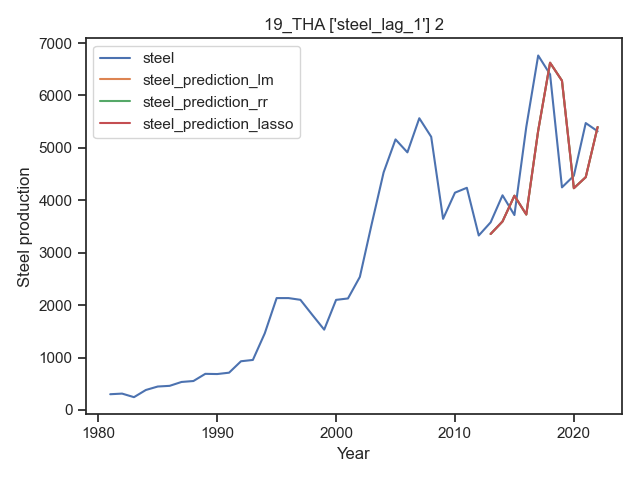 19_THA ['steel_lag_1'] 2
steel
steel_prediction_lm
steel_prediction_rr
steel_prediction_lasso
7000
6000
5000
4000
3000
2000
1000
0
Steel production
1980
1990
2000
2010
2020
Year